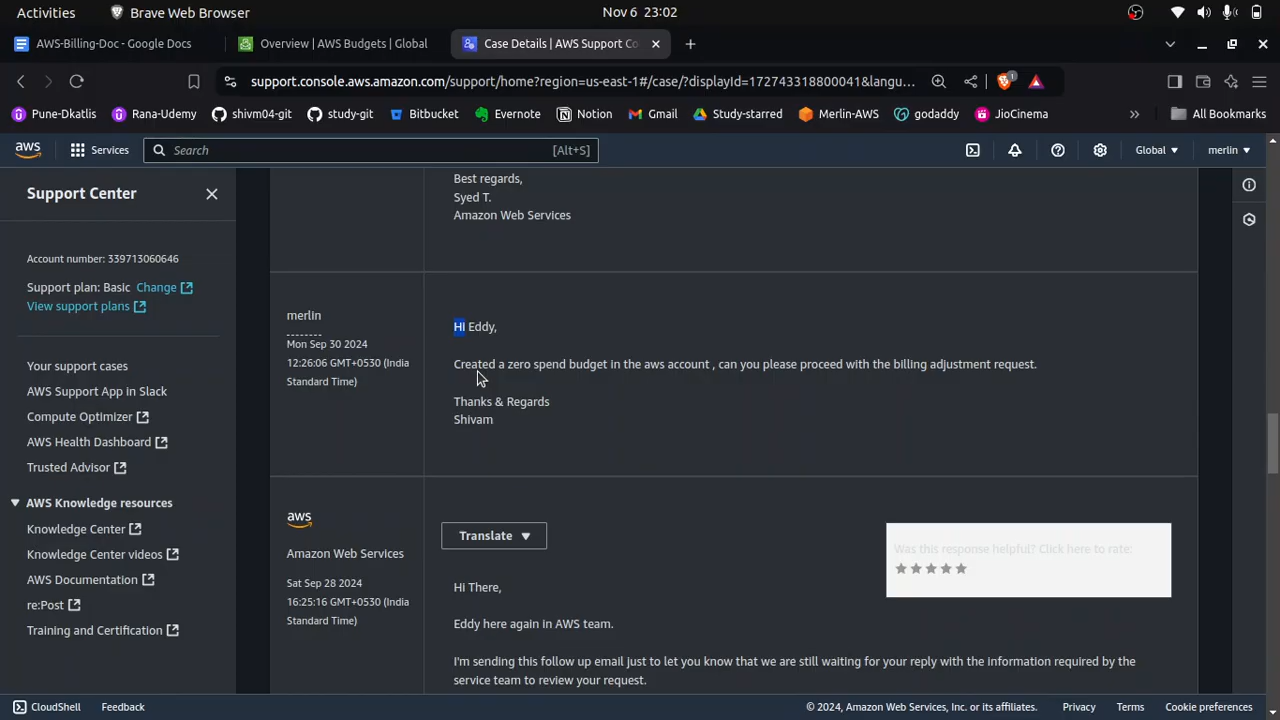 Activities
Brave Web Browser
Nov 6 23:02
AWS-Billing-Doc - Google Docs
Overview | AWS Budgets | Global
Case Details | AWS Support Co
support.console.aws.amazon.com/support/home?region=us-east-1#/case/?displayId=172743318800041&langu...
1
Pune-Dkatlis
Rana-Udemy
shivm04-git
study-git
Bitbucket
Evernote
Notion
Gmail
Study-starred
Merlin-AWS
godaddy
JioCinema
All Bookmarks
aws
Services
Search
[Alt+S]
Global
merlin
Support Center
Account number: 339713060646
Support plan: Basic Change
View support plans
Your support cases
AWS Support App in Slack
Compute Optimizer
AWS Health Dashboard
Trusted Advisor
AWS Knowledge resources
Knowledge Center
Knowledge Center videos
AWS Documentation
re:Post
Training and Certification
Best regards,
Syed T.
Amazon Web Services
merlin
Mon Sep 30 2024
12:26:06 GMT+0530 (India
Standard Time)
HI Eddy,
Created a zero spend budget in the aws account , can you please proceed with the billing adjustment request.
Thanks & Regards
Shivam
aws
Amazon Web Services
Sat Sep 28 2024
16:25:16 GMT+0530 (India
Standard Time)
Translate
Was this response helpful? Click here to rate:
Hi There,
Eddy here again in AWS team.
I'm sending this follow up email just to let you know that we are still waiting for your reply with the information required by the
service team to review your request.
CloudShell
Feedback
© 2024, Amazon Web Services, Inc. or its affiliates.
Privacy
Terms
Cookie preferences